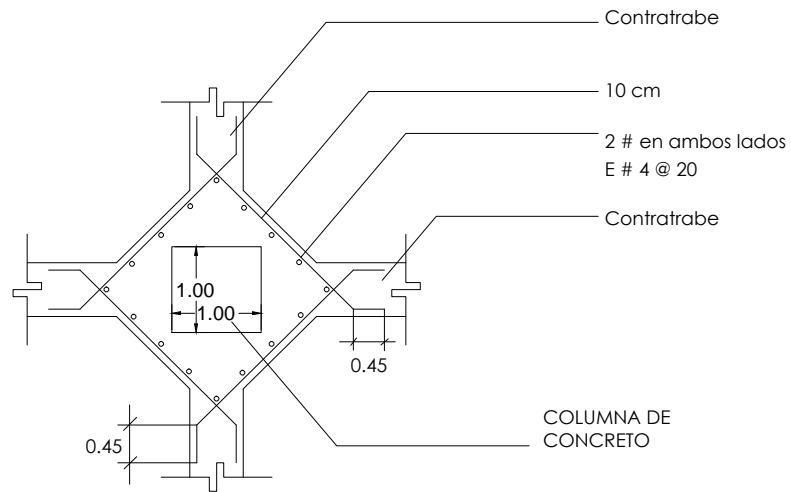 Contratrabe
10 cm
2 # en ambos lados
E # 4 @ 20
Contratrabe
1.00
1.00
0.45
0.45
COLUMNA DE
CONCRETO